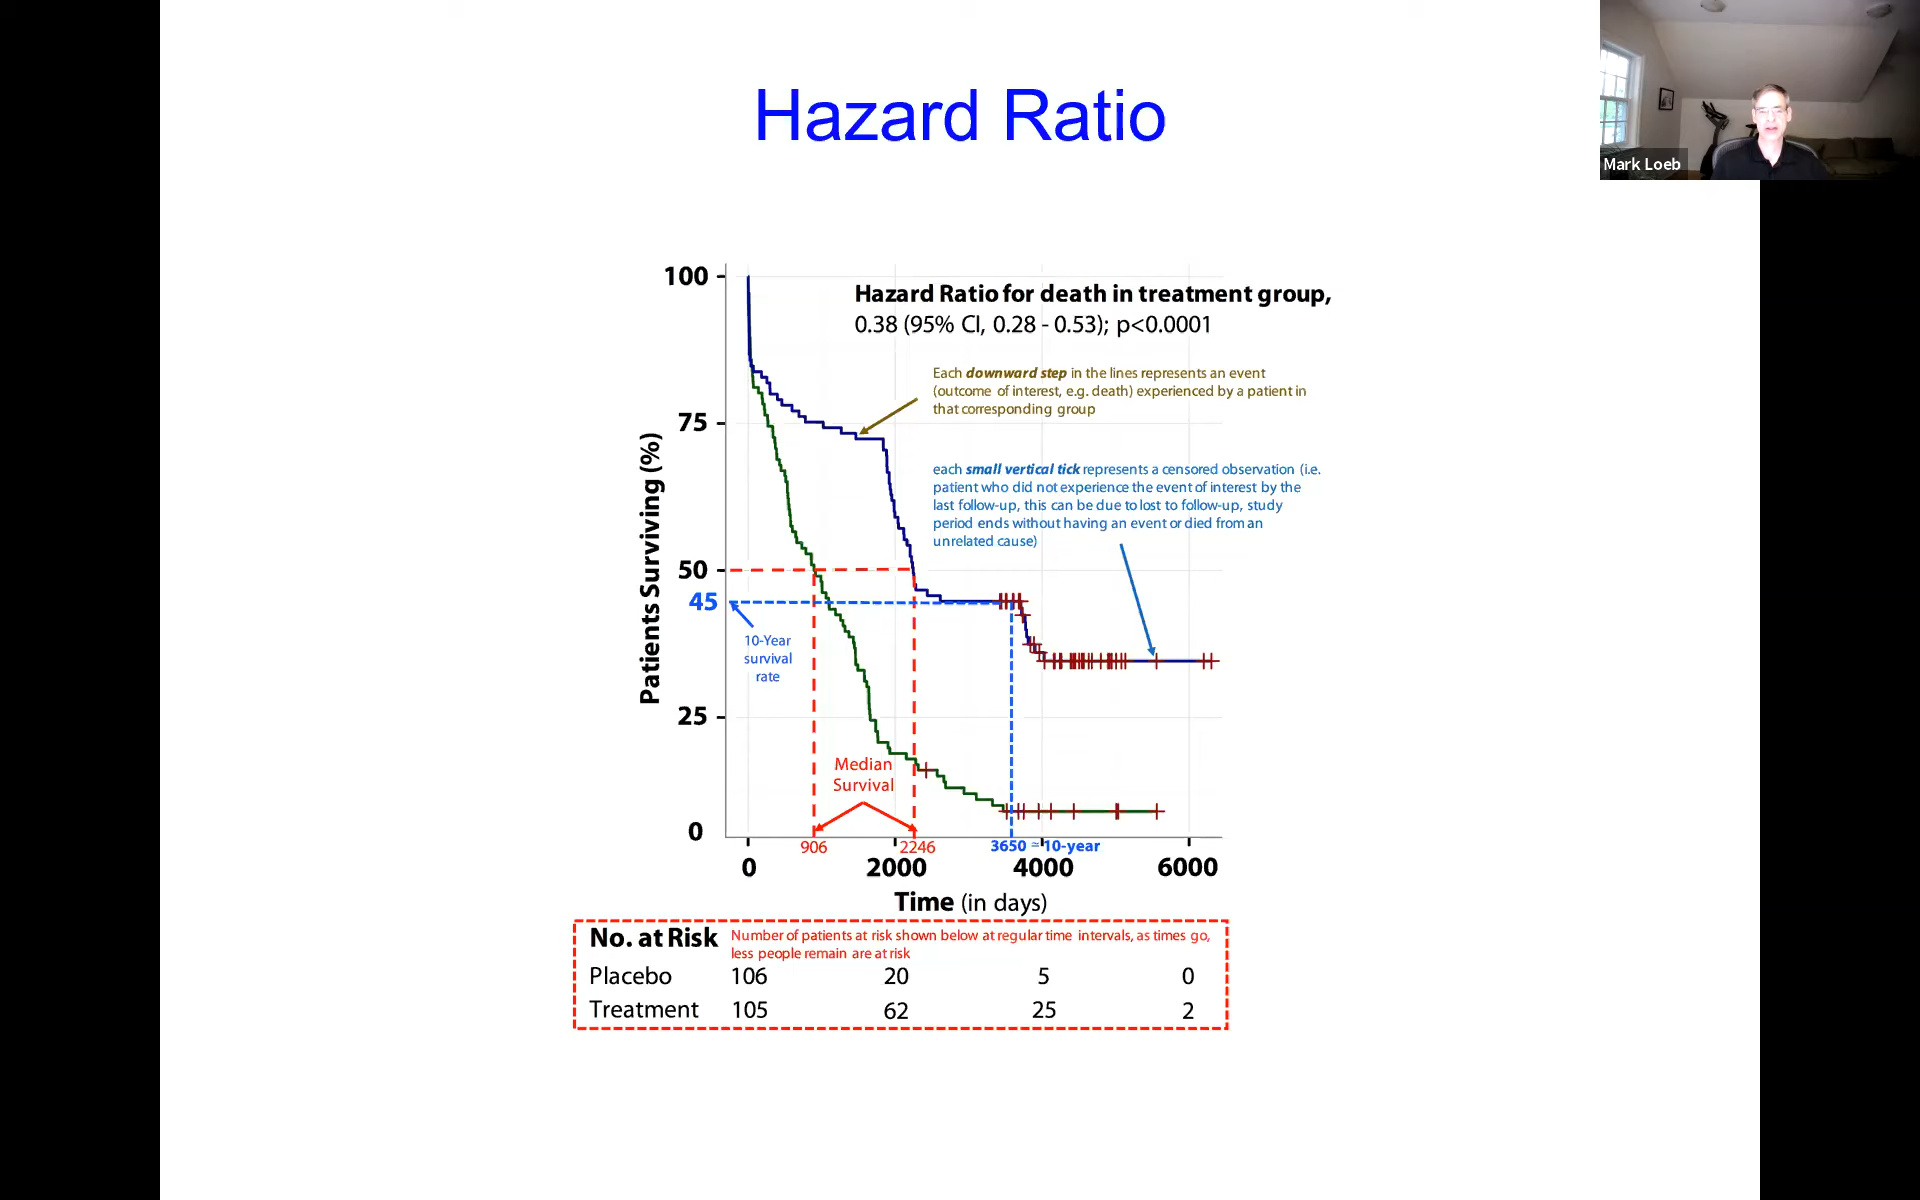 Hazard Ratio
Mark Loeb
100
75
50
45
25
0
Patients Surviving (%)
Hazard Ratio for death in treatment group,
0.38 (95% CI, 0.28 - 0.53); p<0.0001
Each downward step in the lines represents an event
(outcome of interest, e.g. death) experienced by a patient in
that corresponding group
each small vertical tick represents a censored observation (i.e.
patient who did not experience the event of interest by the
last follow-up, this can be due to lost to follow-up, study
period ends without having an event or died from an
unrelated cause)
10-Year
survival
rate
Median
Survival
906
2246
3650 ≃ 10-year
0 2000 4000 6000
Time (in days)
No. at Risk
Number of patients at risk shown below at regular time intervals, as times go,
less people remain are at risk
Placebo 106 20 5 0
Treatment 105 62 25 2